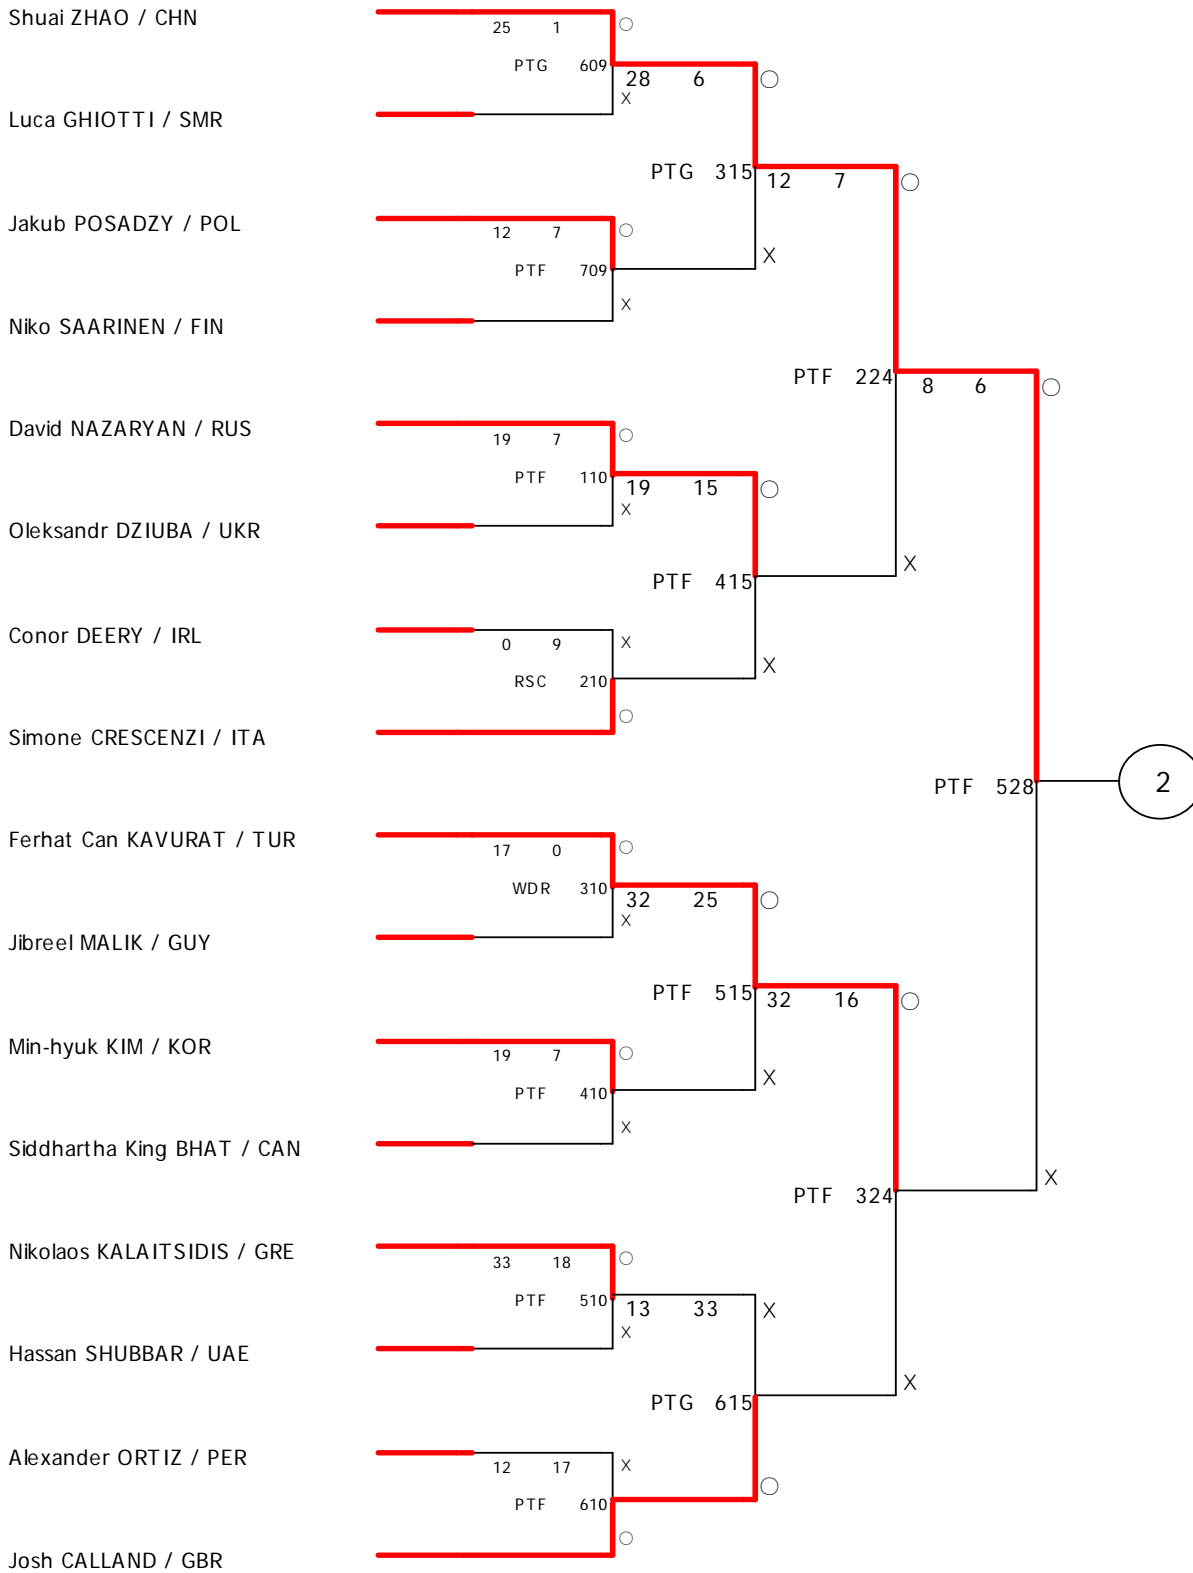 Shuai ZHAO / CHN
25 1 ○
PTG 609
28 6 ○
X
Luca GHIOTTI / SMR
PTG 315
12 7 ○
Jakub POSADZY / POL
12 7 ○
X
PTF 709
X
Niko SAARINEN / FIN
PTF 224
8 6 ○
David NAZARYAN / RUS
19 7 ○
PTF 110
19 15 ○
X
Oleksandr DZIUBA / UKR
X
PTF 415
Conor DEERY / IRL
0 9 X
X
RSC 210
○
Simone CRESCENZI / ITA
PTF 528
2
Ferhat Can KAVURAT / TUR
17 0 ○
WDR 310
32 25 ○
X
Jibreel MALIK / GUY
PTF 515
32 16 ○
Min-hyuk KIM / KOR
19 7 ○
X
PTF 410
X
Siddhartha King BHAT / CAN
X
PTF 324
Nikolaos KALAITSIDIS / GRE
33 18 ○
PTF 510
13 33 X
X
Hassan SHUBBAR / UAE
X
PTG 615
Alexander ORTIZ / PER
12 17 X
○
PTF 610
○
Josh CALLAND / GBR